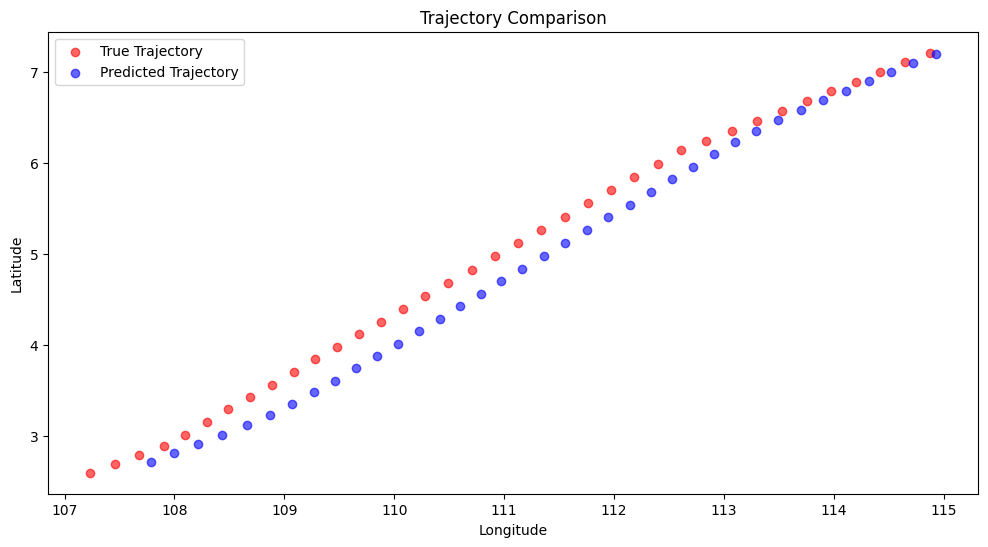 Trajectory Comparison
True Trajectory
Predicted Trajectory
Latitude
7
6
5
4
3
107 108 109 110 111 112 113 114 115
Longitude